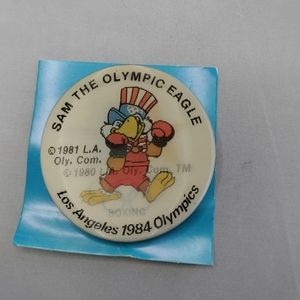 SAM THE OLYMPIC EAGLE
©1981 L.A.
Oly. Com.
©1980 L.A. Oly. Com. TM
BOXING
Los Angeles 1984 Olympics